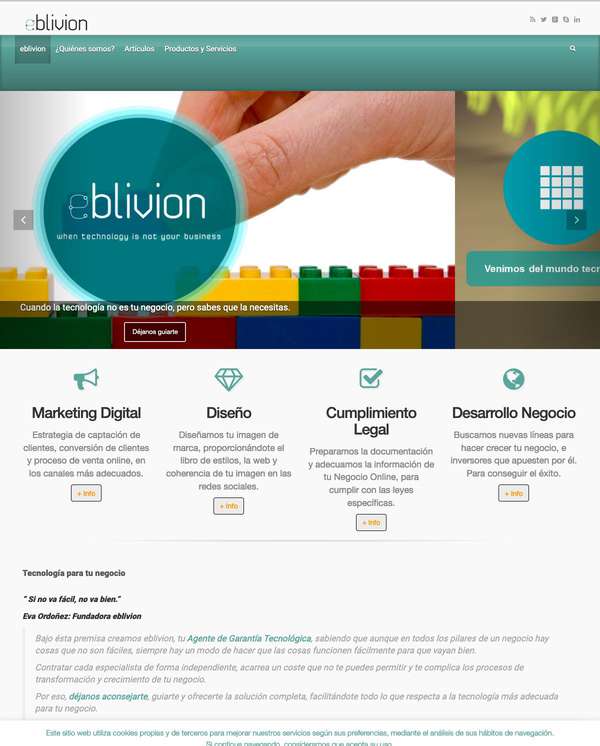 eblivion
eblivion ¿Quiénes somos? Artículos Productos y Servicios
eblivion
when technology is not your business
Venimos del mundo tecn
Cuando la tecnología no es tu negocio, pero sabes que la necesitas.
Déjanos guiarte
Marketing Digital
Estrategia de captación de
clientes, conversión de clientes
y proceso de venta online, en
los canales más adecuados.
+ Info
Diseño
Diseñamos tu imagen de
marca, proporcionándote el
libro de estilos, la web y
coherencia de tu imagen en las
redes sociales.
+ Info
Cumplimiento
Legal
Preparamos la documentación
y adecuamos la información de
tu Negocio Online, para
cumplir con las leyes
específicas.
+ Info
Desarrollo Negocio
Buscamos nuevas líneas para
hacer crecer tu negocio, e
inversores que apuesten por él.
Para conseguir el éxito.
+ Info
Tecnología para tu negocio
“ Si no va fácil, no va bien.”
Eva Ordoñez: Fundadora eblivion
Bajo ésta premisa creamos eblivion, tu Agente de Garantía Tecnológica, sabiendo que aunque en todos los pilares de un negocio hay
cosas que no son fáciles, siempre hay un modo de hacer que las cosas funcionen fácilmente para que vayan bien.
Contratar cada especialista de forma independiente, acarrea un coste que no te puedes permitir y te complica los procesos de
transformación y crecimiento de tu negocio.
Por eso, déjanos aconsejarte, guiarte y ofrecerte la solución completa, facilitándote todo lo que respecta a la tecnología más adecuada
para tu negocio.
Este sitio web utiliza cookies propias y de terceros para mejorar nuestros servicios según sus preferencias, mediante el análisis de sus hábitos de navegación.
Si continua navegando, consideramos que acepta su uso.